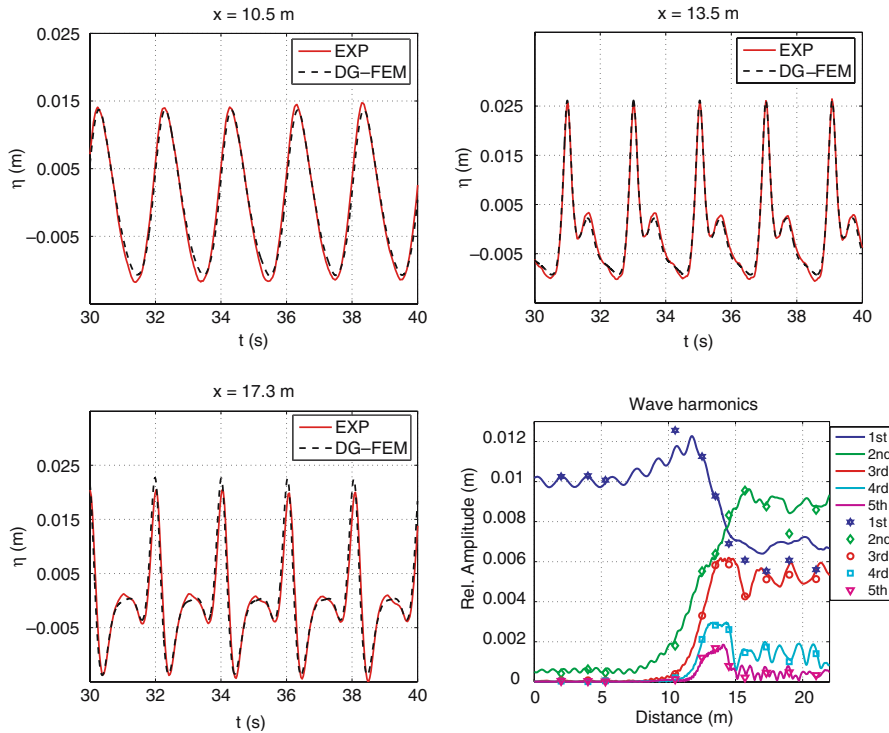 x = 10.5 m
0.025
0.015
0.005
−0.005
η (m)
EXP
DG−FEM
30 32 34 36 38 40
t (s)
x = 13.5 m
0.025
0.015
0.005
−0.005
η (m)
EXP
DG−FEM
30 32 34 36 38 40
t (s)
x = 17.3 m
0.025
0.015
0.005
−0.005
η (m)
EXP
DG−FEM
30 32 34 36 38 40
t (s)
Wave harmonics
0.012
0.01
0.008
0.006
0.004
0.002
0
Rel. Amplitude (m)
0 5 10 15 20
Distance (m)
1st
2nd
3rd
4rd
5th
1st
2nd
3rd
4rd
5th